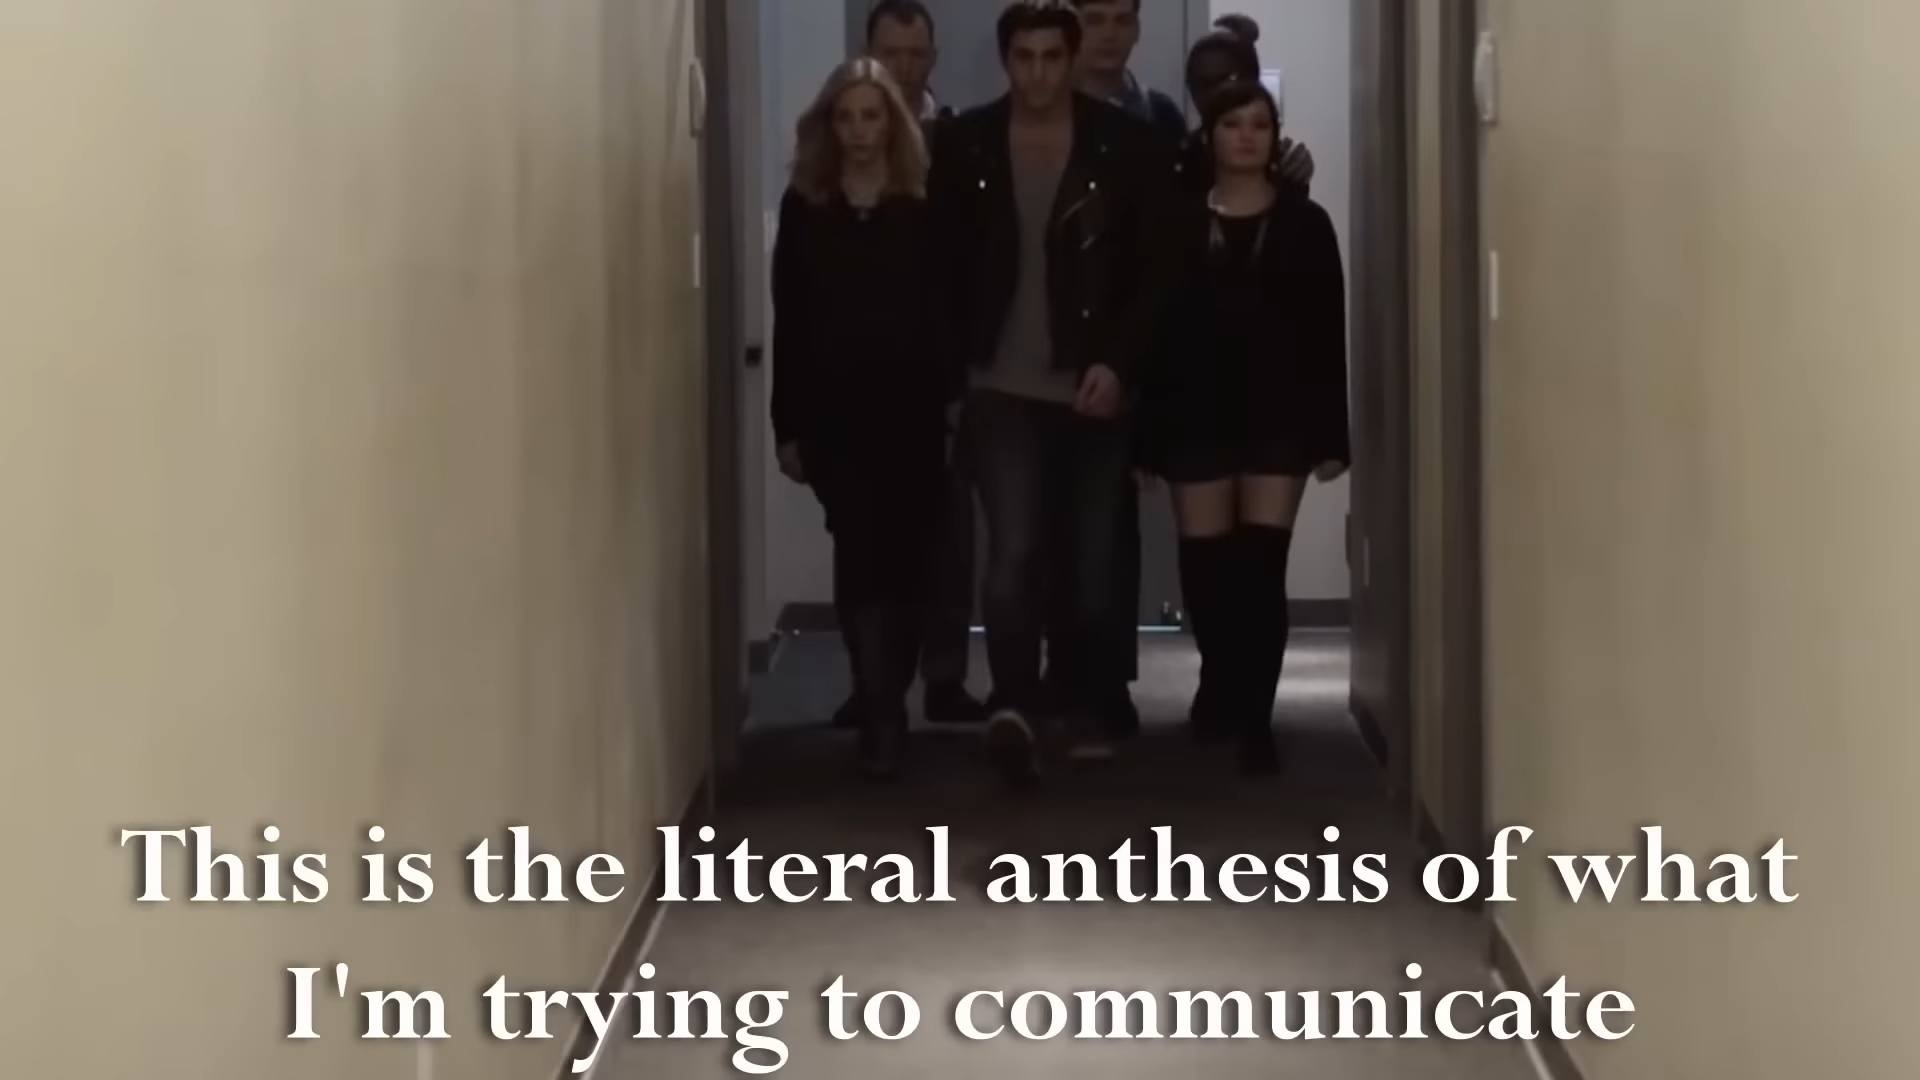 This is the literal anthesis of what
I'm trying to communicate